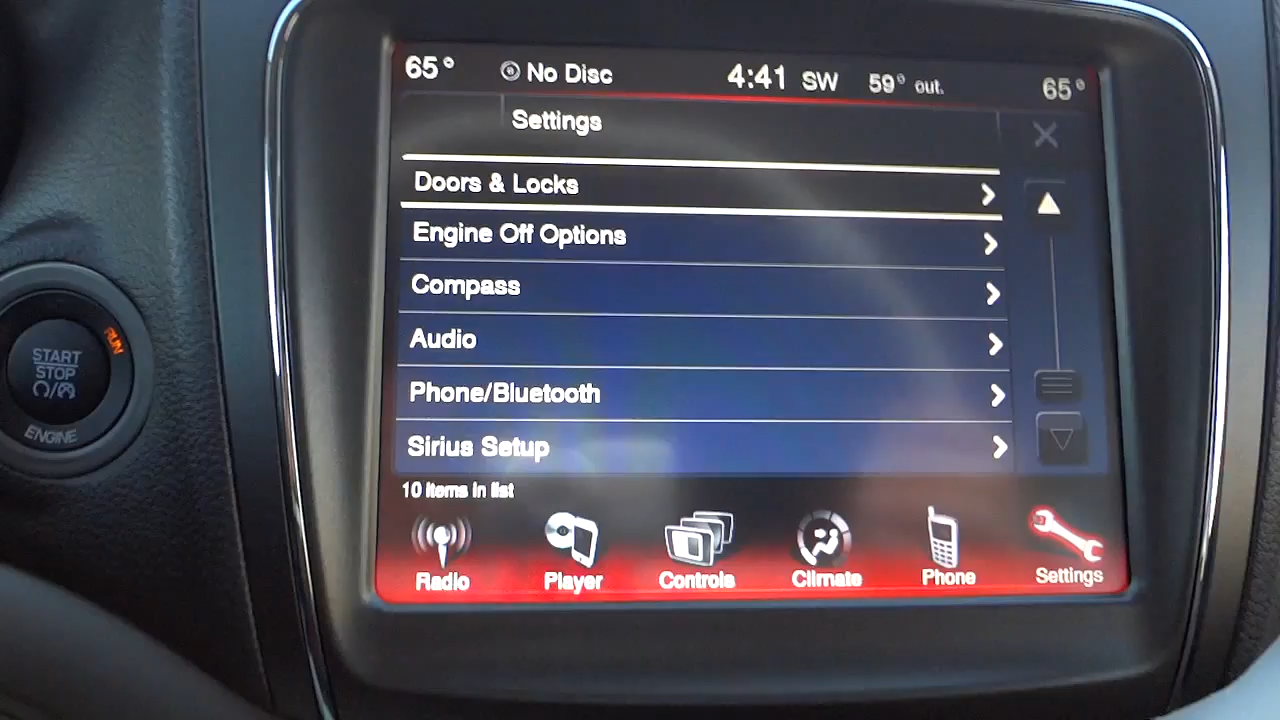 65° No Disc 4:41 SW 59° out. 65°
Settings
Doors & Locks
Engine Off Options
Compass
Audio
Phone/Bluetooth
Sirius Setup
10 items in list
Radio Player Controls Climate Phone Settings
RUN
START
STOP
ENGINE